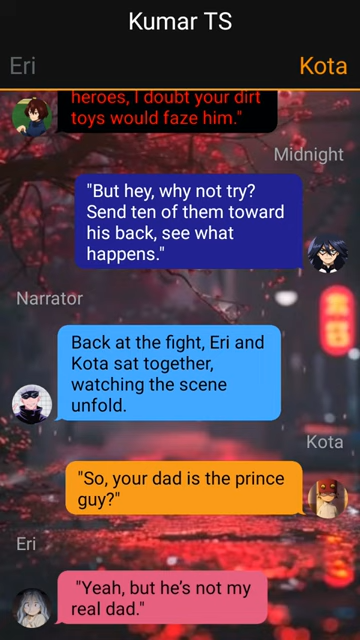 Kumar TS
Eri
Kota
heroes, I doubt your dirt
toys would faze him."
Midnight
"But hey, why not try?
Send ten of them toward
his back, see what
happens."
Narrator
Back at the fight, Eri and
Kota sat together,
watching the scene
unfold.
Kota
"So, your dad is the prince
guy?"
Eri
"Yeah, but he's not my
real dad."